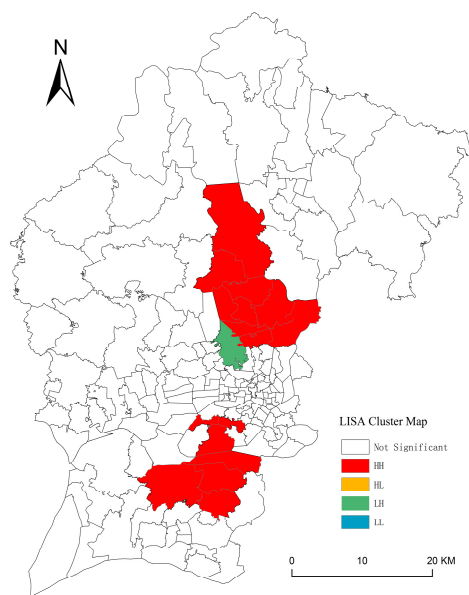 N
LISA Cluster Map
Not Significant
HH
HL
LH
LL
0 10 20 KM